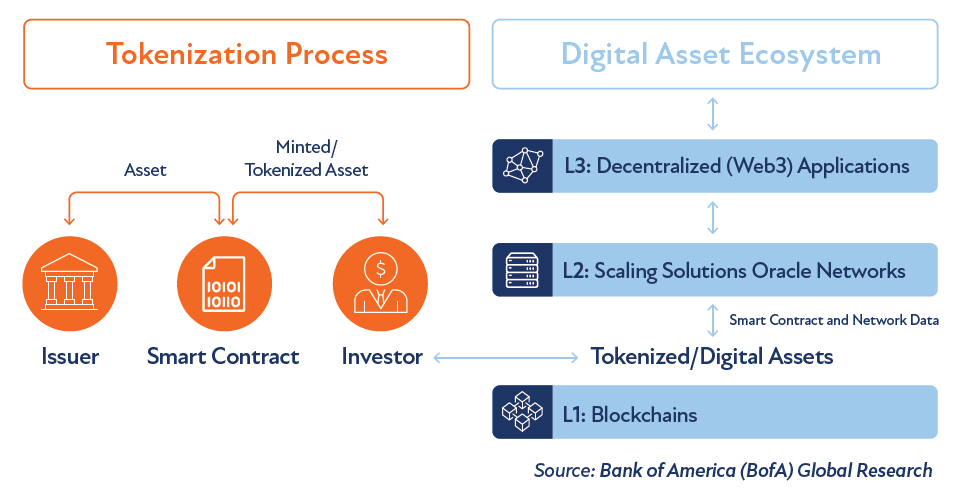 Tokenization Process
Asset
Minted/
Tokenized Asset
10101
10110
$
Issuer
Smart Contract
Investor
Digital Asset Ecosystem
L3: Decentralized (Web3) Applications
L2: Scaling Solutions Oracle Networks
Smart Contract and Network Data
Tokenized/Digital Assets
L1: Blockchains
Source: Bank of America (BofA) Global Research